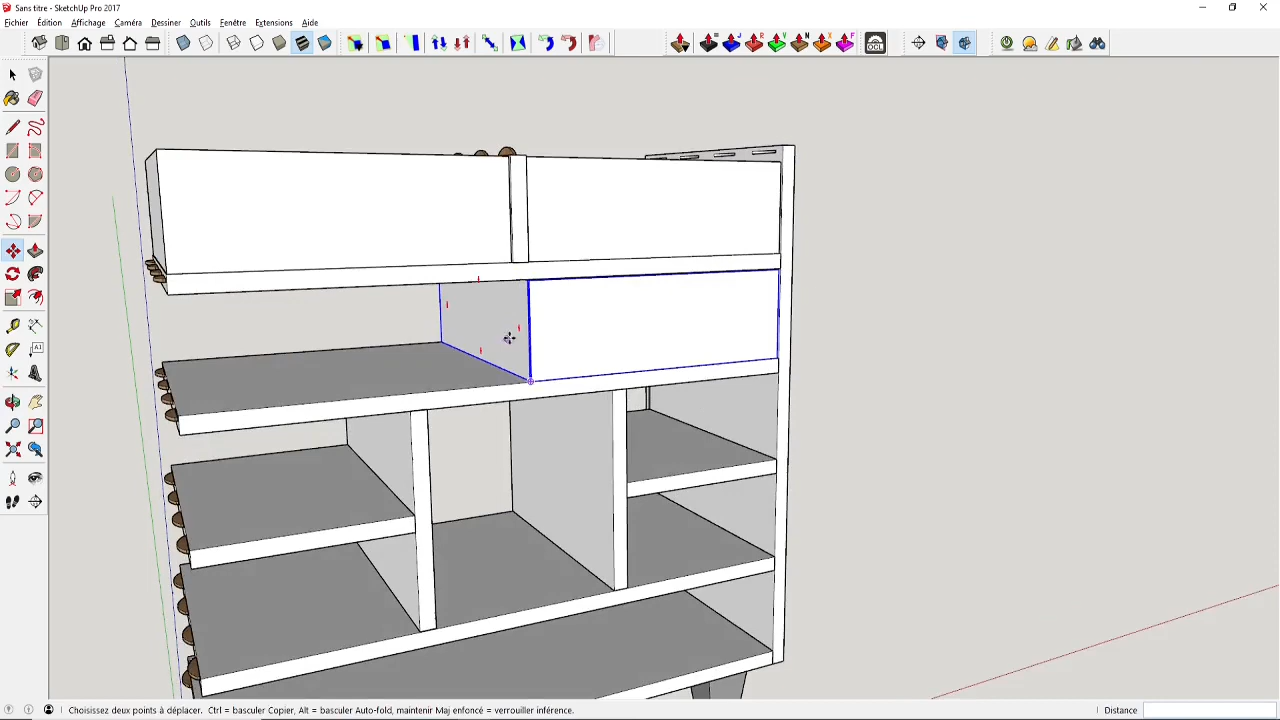 Sans titre - SketchUp Pro 2017
Fichier Édition Affichage Caméra Dessiner Outils Fenêtre Extensions Aide
OCL
Choisissez deux points à déplacer. Ctrl = basculer Copier, Alt = basculer Auto-fold, maintenir Maj enfoncé = verrouiller inférence.
Distance